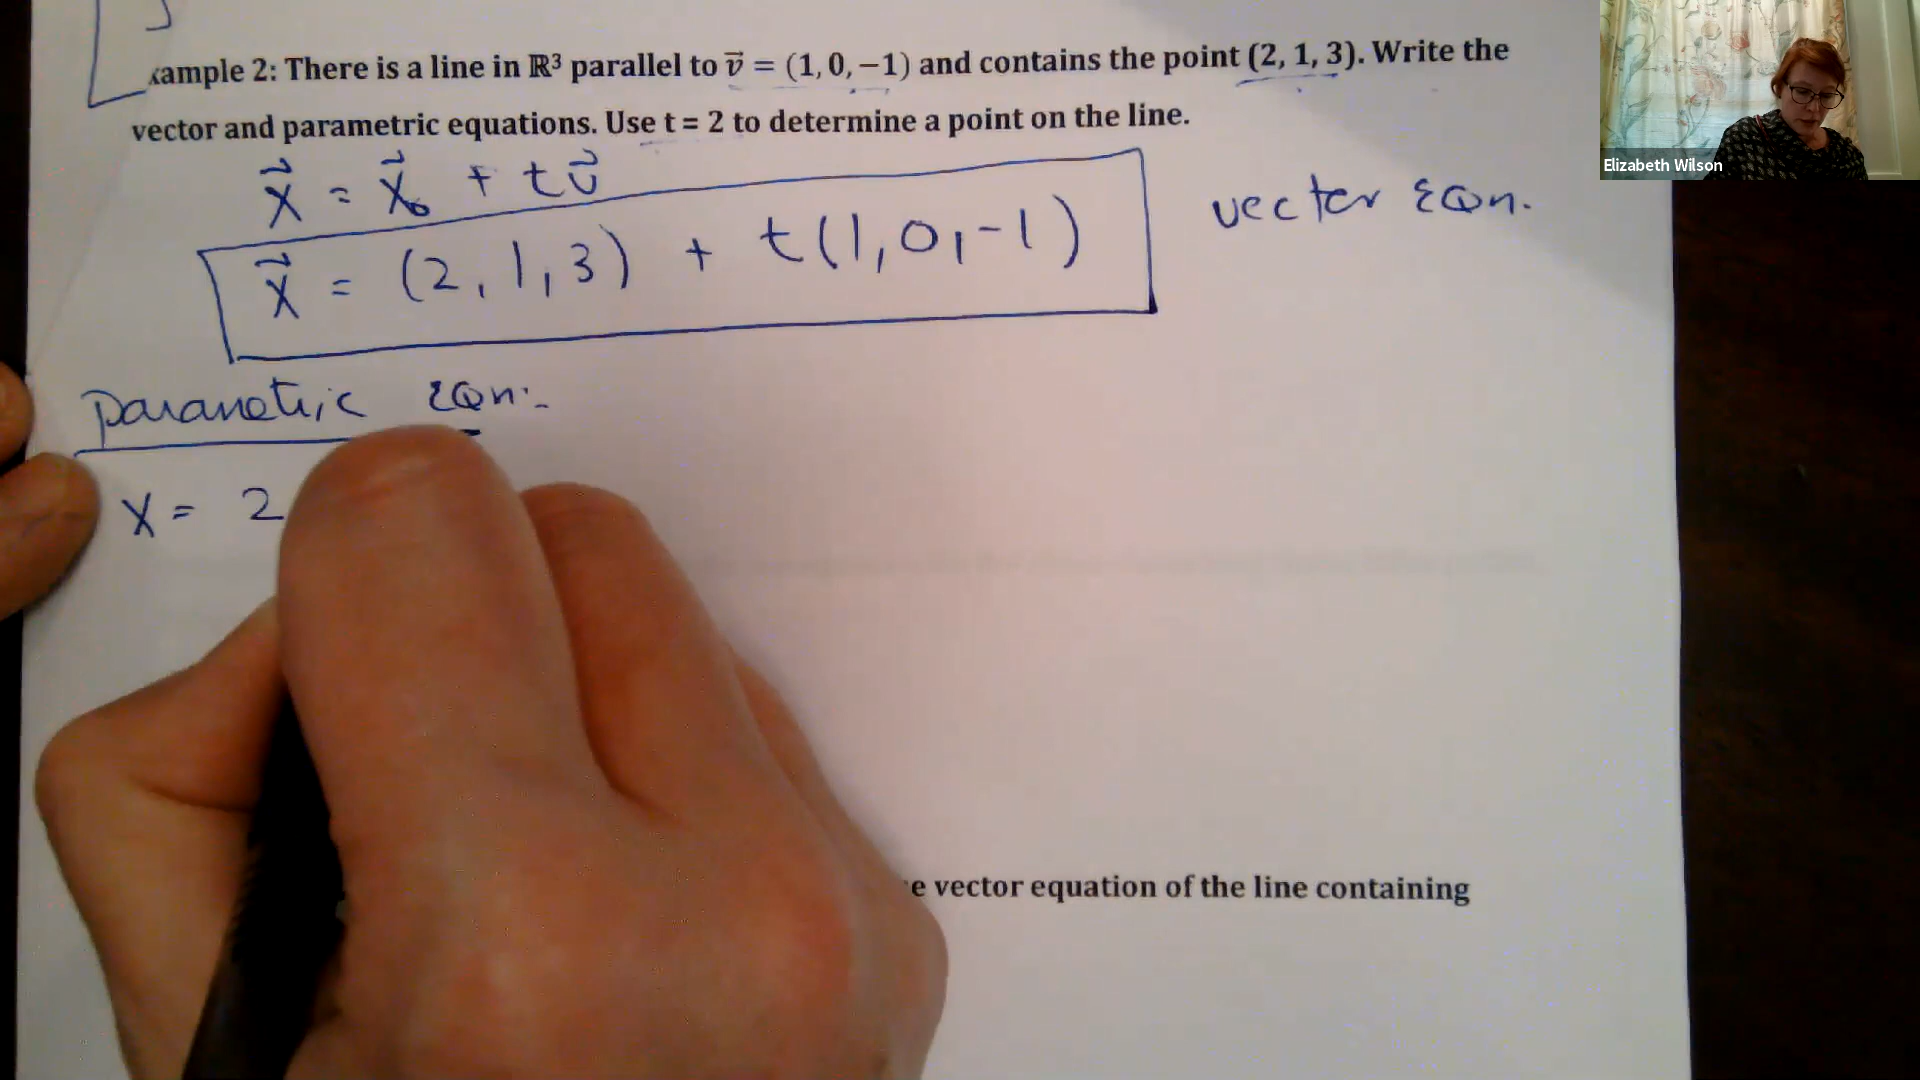 xample 2: There is a line in ℝ³ parallel to v⃗ = (1, 0, −1) and contains the point (2, 1, 3). Write the
vector and parametric equations. Use t = 2 to determine a point on the line.
x⃗ = x⃗₀ + tv⃗
x⃗ = (2, 1, 3) + t(1, 0, -1)
vector Eqn.
Parametric Eqn:-
x = 2
e vector equation of the line containing
Elizabeth Wilson